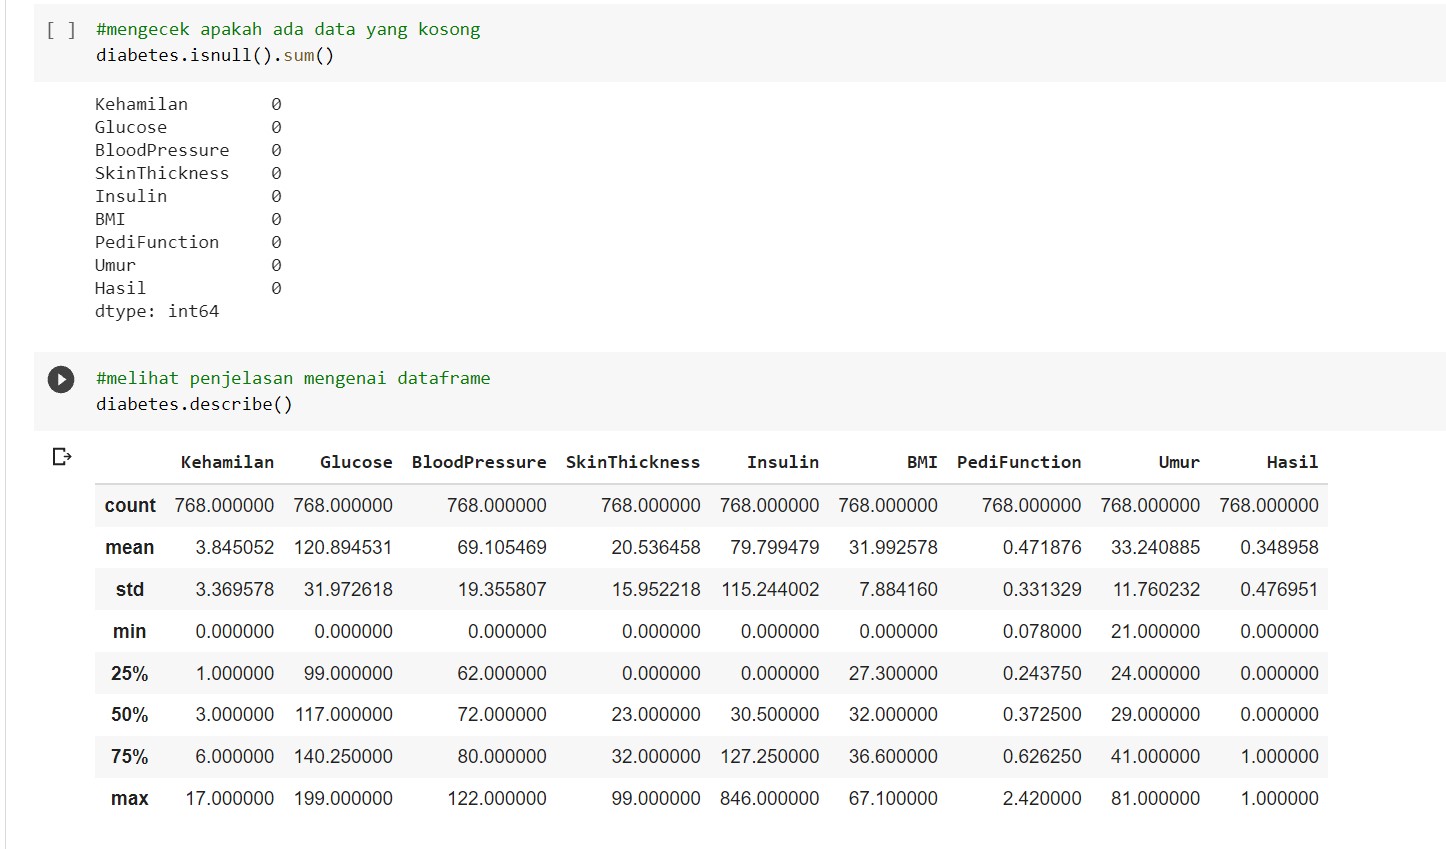 [ ] #mengecek apakah ada data yang kosong
diabetes.isnull().sum()
Kehamilan 0
Glucose 0
BloodPressure 0
SkinThickness 0
Insulin 0
BMI 0
PediFunction 0
Umur 0
Hasil 0
dtype: int64
#melihat penjelasan mengenai dataframe
diabetes.describe()
Kehamilan Glucose BloodPressure SkinThickness Insulin BMI PediFunction Umur Hasil
count 768.000000 768.000000 768.000000 768.000000 768.000000 768.000000 768.000000 768.000000 768.000000
mean 3.845052 120.894531 69.105469 20.536458 79.799479 31.992578 0.471876 33.240885 0.348958
std 3.369578 31.972618 19.355807 15.952218 115.244002 7.884160 0.331329 11.760232 0.476951
min 0.000000 0.000000 0.000000 0.000000 0.000000 0.000000 0.078000 21.000000 0.000000
25% 1.000000 99.000000 62.000000 0.000000 0.000000 27.300000 0.243750 24.000000 0.000000
50% 3.000000 117.000000 72.000000 23.000000 30.500000 32.000000 0.372500 29.000000 0.000000
75% 6.000000 140.250000 80.000000 32.000000 127.250000 36.600000 0.626250 41.000000 1.000000
max 17.000000 199.000000 122.000000 99.000000 846.000000 67.100000 2.420000 81.000000 1.000000